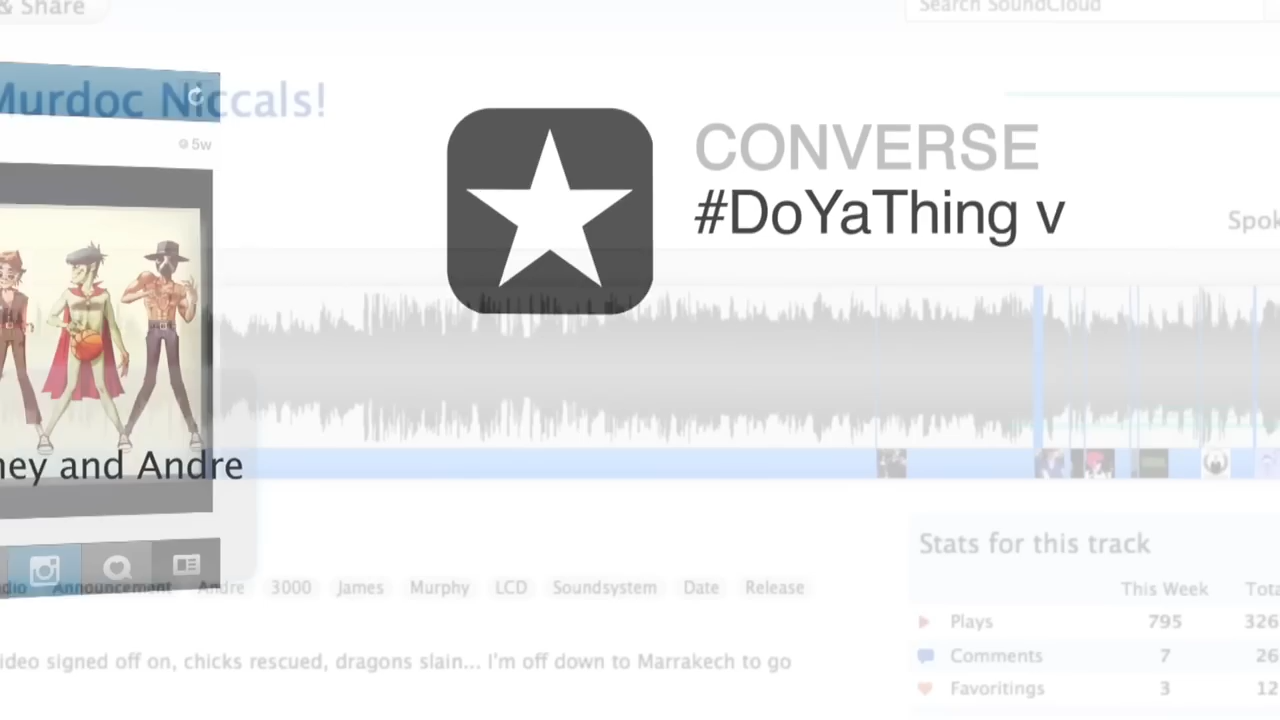 & Share
Search SoundCloud
Murdoc Niccals!
5w
CONVERSE
#DoYaThing v
ney and Andre
Announcement Andre 3000 James Murphy LCD Soundsystem Date Release
Stats for this track
This Week
Plays 795 326
Comments 7 26
Favoritings 3 12
ideo signed off on, chicks rescued, dragons slain... I'm off down to Marrakech to go